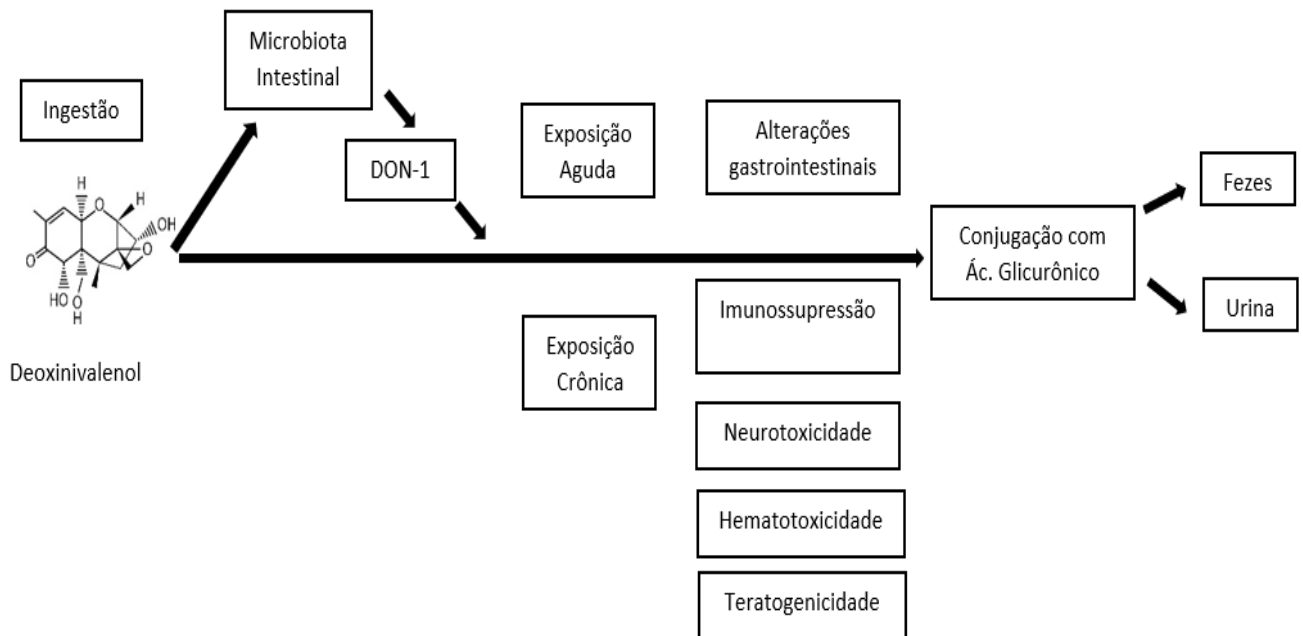 Ingestão
Microbiota
Intestinal
DON-1
Exposição
Aguda
Alterações
gastrointestinais
Fezes
Conjugação com
Ác. Glicurônico
Urina
H
O
H
OH
O
O
HO
O
H
Deoxinivalenol
Exposição
Crônica
Imunossupressão
Neurotoxicidade
Hematotoxicidade
Teratogenicidade